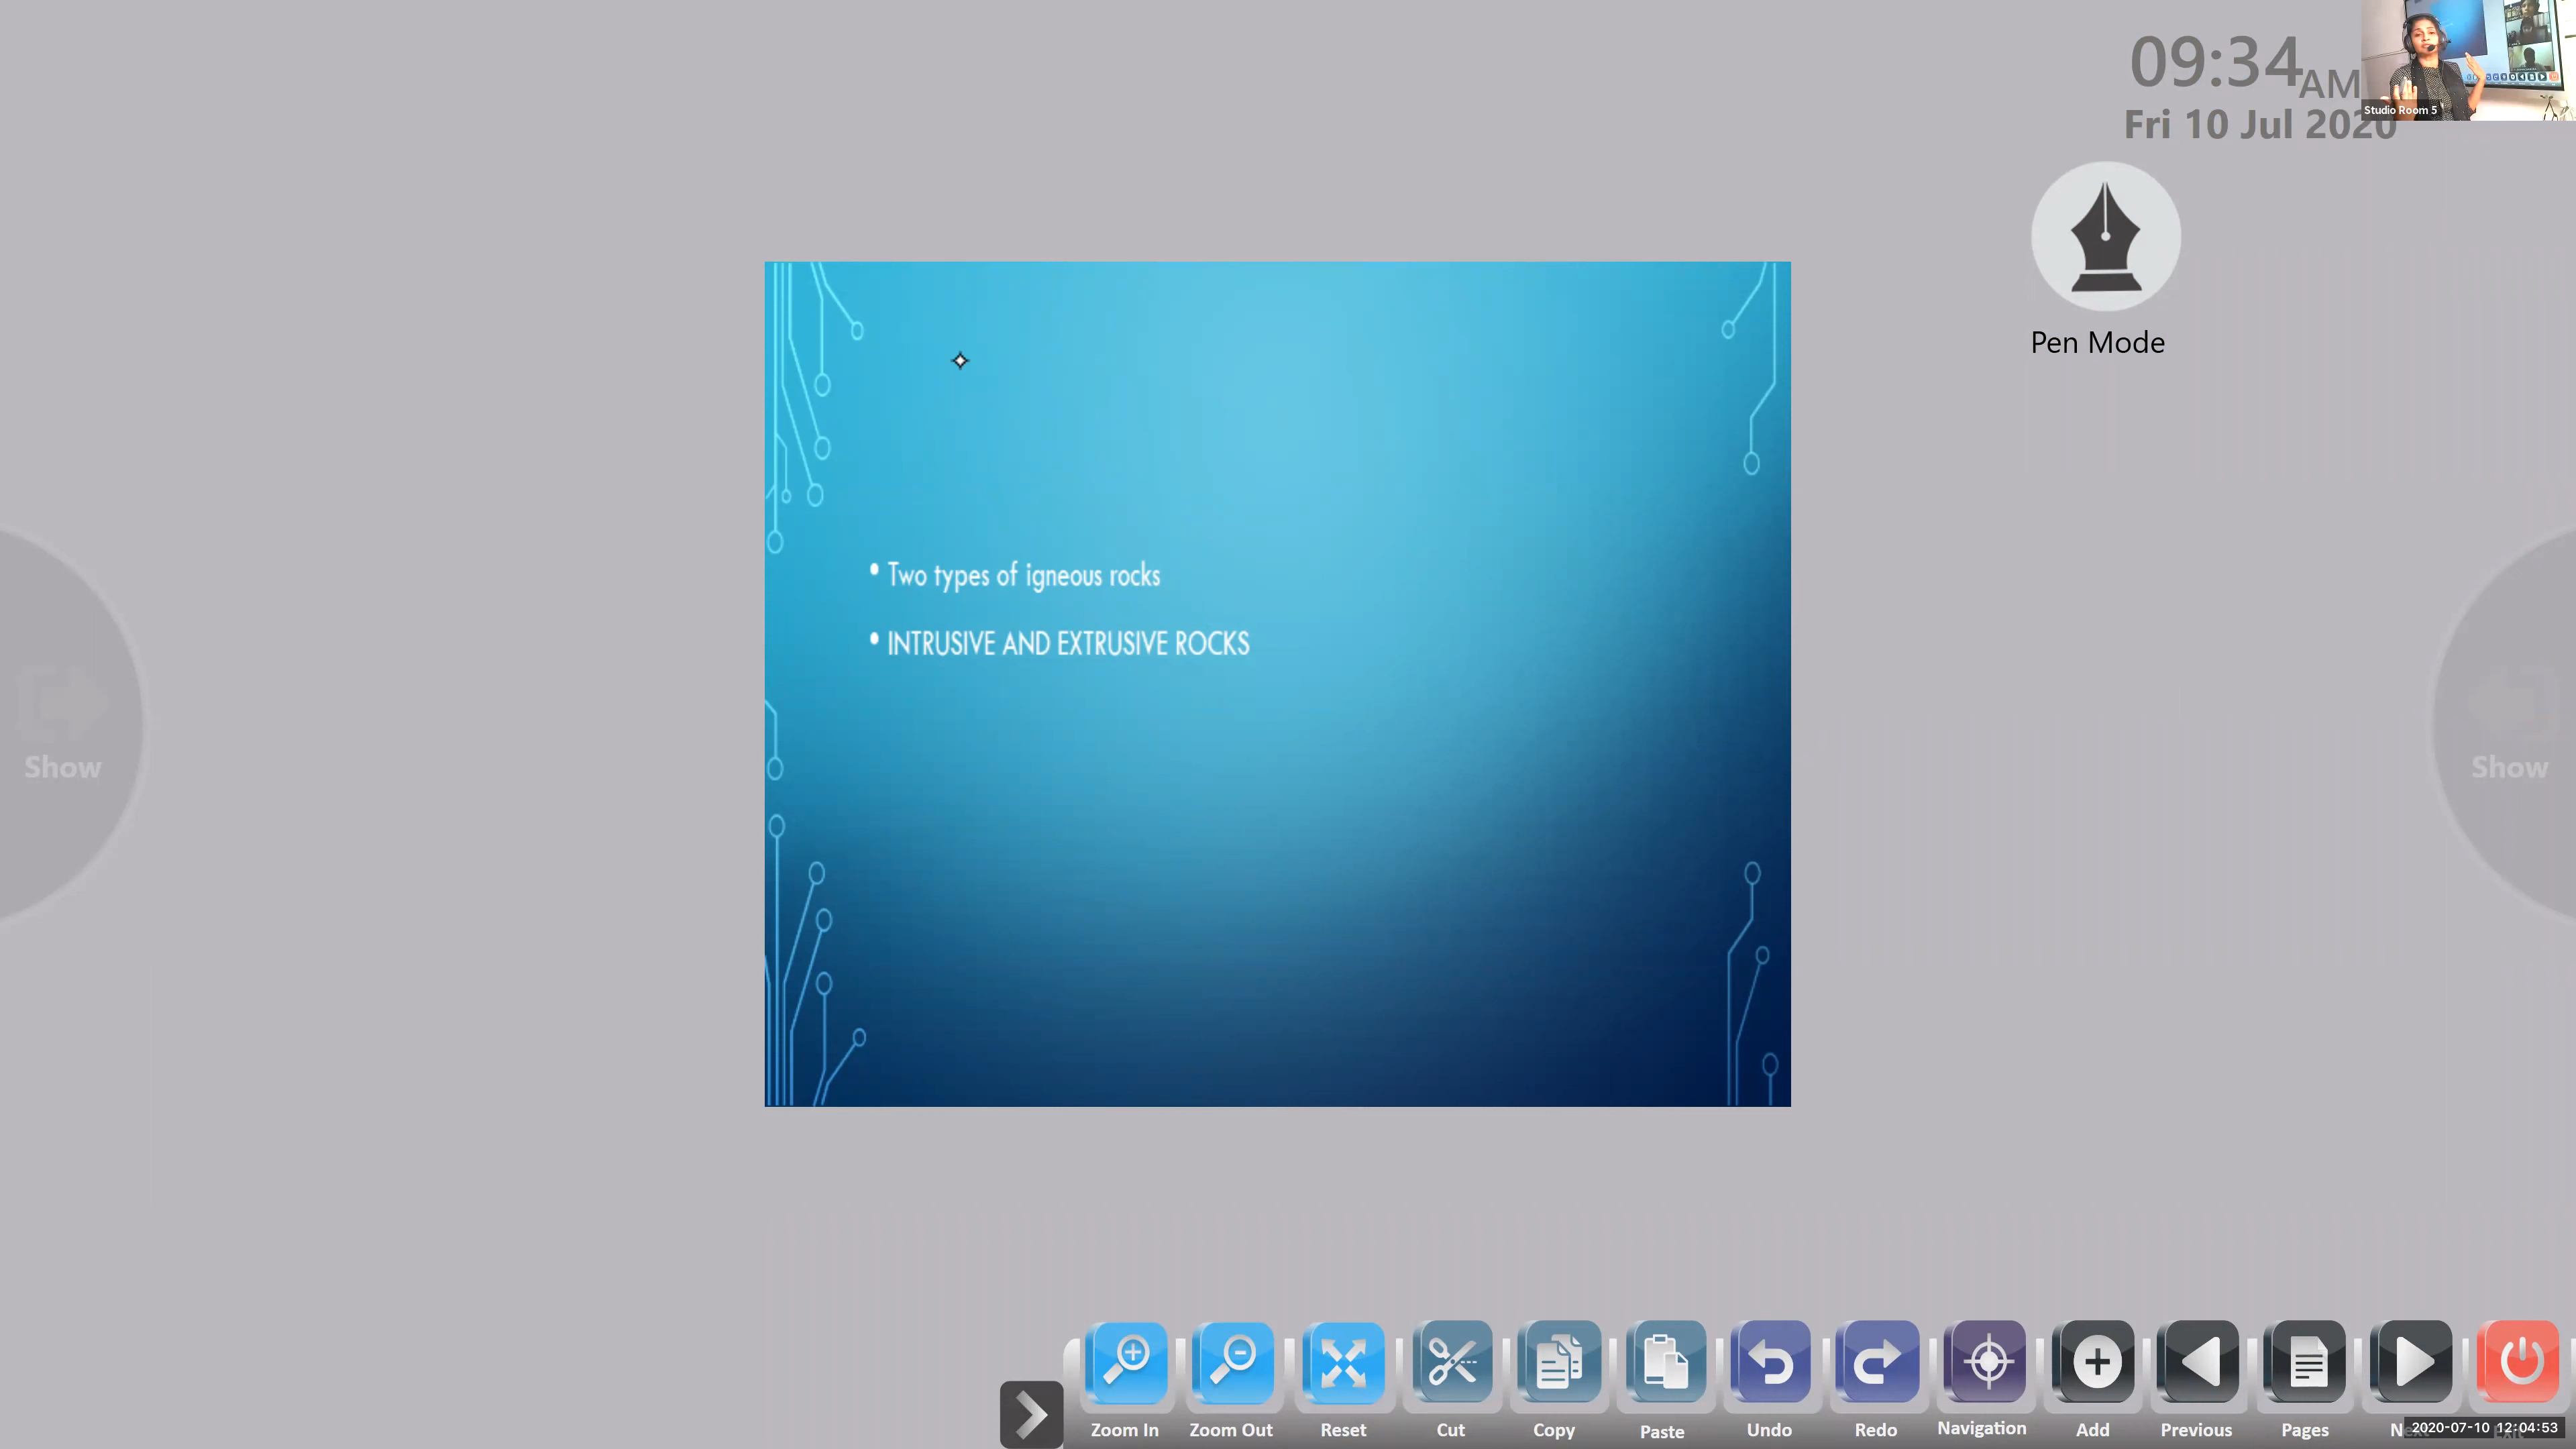 09:34 AM
Studio Room 5
Fri 10 Jul 2020
Pen Mode
• Two types of igneous rocks
• INTRUSIVE AND EXTRUSIVE ROCKS
Show
Show
Zoom In Zoom Out Reset Cut Copy Paste Undo Redo Navigation Add Previous Pages
2020-07-10 12:04:53